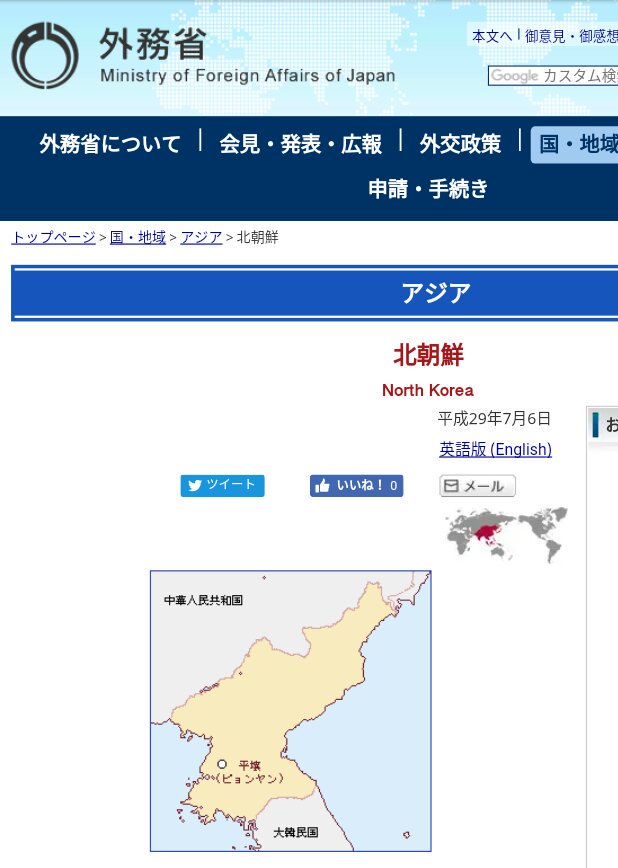 外務省
Ministry of Foreign Affairs of Japan
本文へ | 御意見・御感想
Google カスタム検索
外務省について | 会見・発表・広報 | 外交政策 | 国・地域
申請・手続き
トップページ > 国・地域 > アジア > 北朝鮮
アジア
北朝鮮
North Korea
平成29年7月6日
お
英語版 (English)
ツイート
いいね！ 0
メール
中華人民共和国
平壌
(ピョンヤン)
大韓民国